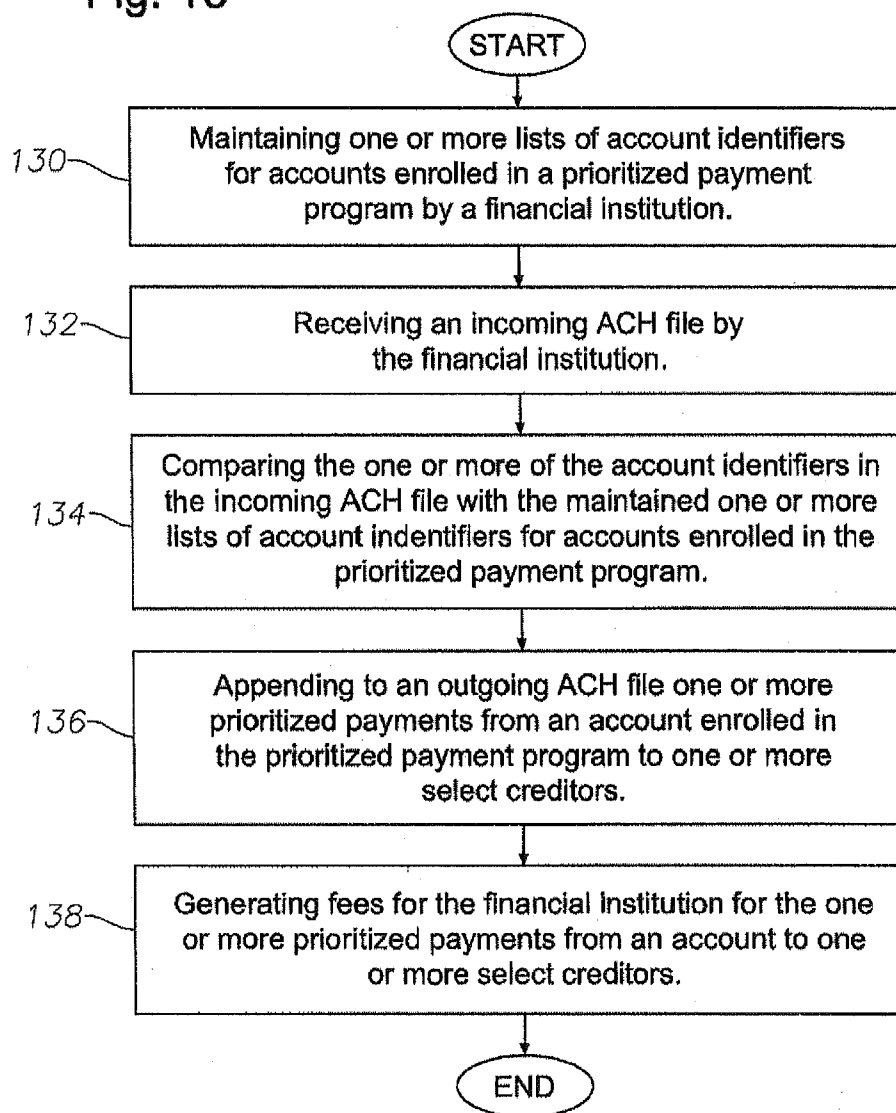 START
130
Maintaining one or more lists of account identifiers
for accounts enrolled in a prioritized payment
program by a financial institution.
132
Receiving an incoming ACH file by
the financial institution.
134
Comparing the one or more of the account identifiers in
the incoming ACH file with the maintained one or more
lists of account indentifiers for accounts enrolled in the
prioritized payment program.
136
Appending to an outgoing ACH file one or more
prioritized payments from an account enrolled in
the prioritized payment program to one or more
select creditors.
138
Generating fees for the financial institution for the one
or more prioritized payments from an account to one
or more select creditors.
END